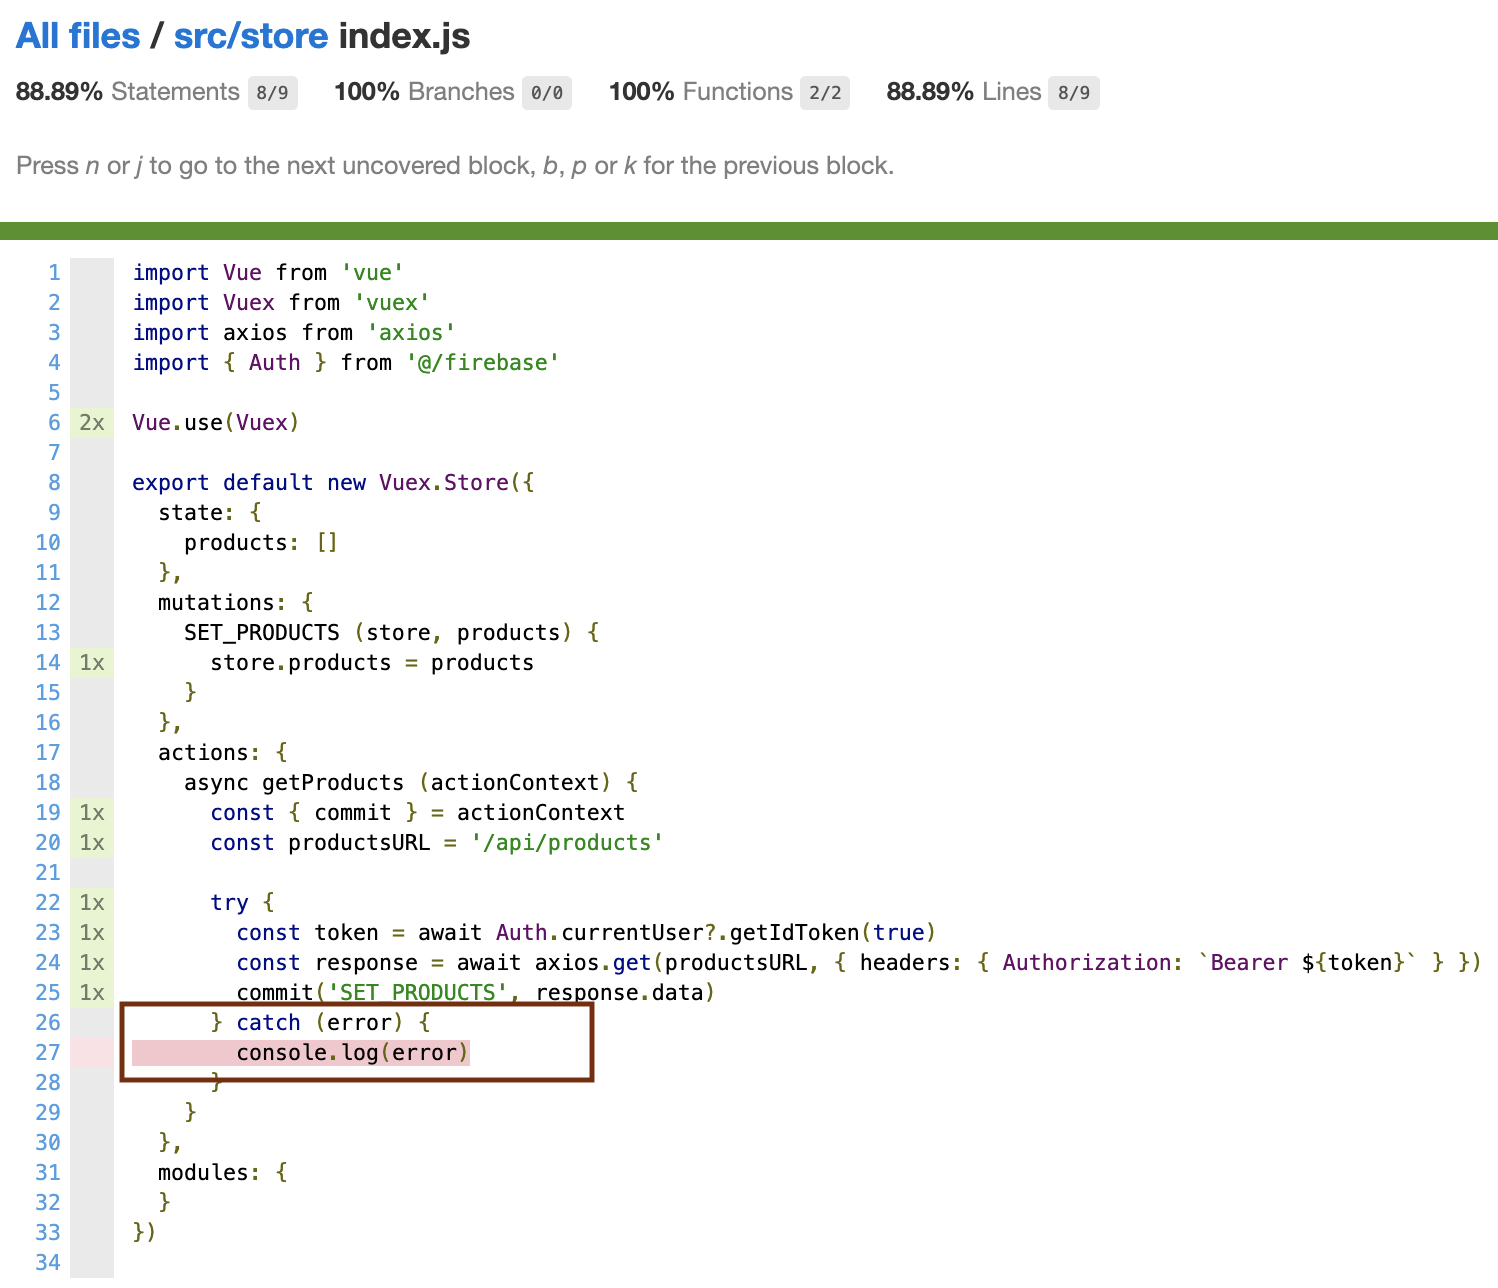 All files / src/store index.js
88.89% Statements 8/9 100% Branches 0/0 100% Functions 2/2 88.89% Lines 8/9
Press n or j to go to the next uncovered block, b, p or k for the previous block.
1 import Vue from 'vue'
2 import Vuex from 'vuex'
3 import axios from 'axios'
4 import { Auth } from '@/firebase'
5
6 2x Vue.use(Vuex)
7
8 export default new Vuex.Store({
9   state: {
10     products: []
11   },
12   mutations: {
13     SET_PRODUCTS (store, products) {
14 1x       store.products = products
15     }
16   },
17   actions: {
18     async getProducts (actionContext) {
19 1x       const { commit } = actionContext
20 1x       const productsURL = '/api/products'
21
22 1x       try {
23 1x         const token = await Auth.currentUser?.getIdToken(true)
24 1x         const response = await axios.get(productsURL, { headers: { Authorization: `Bearer ${token}` } })
25 1x         commit('SET_PRODUCTS', response.data)
26       } catch (error) {
27         console.log(error)
28       }
29     }
30   },
31   modules: {
32   }
33 })
34